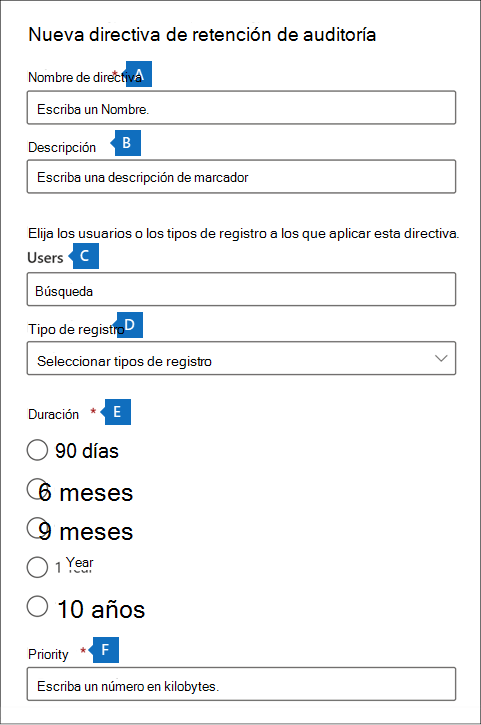 Nueva directiva de retención de auditoría
Nombre de directiva * A
Escriba un Nombre.
Descripción B
Escriba una descripción de marcador
Elija los usuarios o los tipos de registro a los que aplicar esta directiva.
Users C
Búsqueda
Tipo de registro D
Seleccionar tipos de registro
Duración * E
90 días
6 meses
9 meses
1 Year
10 años
Priority * F
Escriba un número en kilobytes.